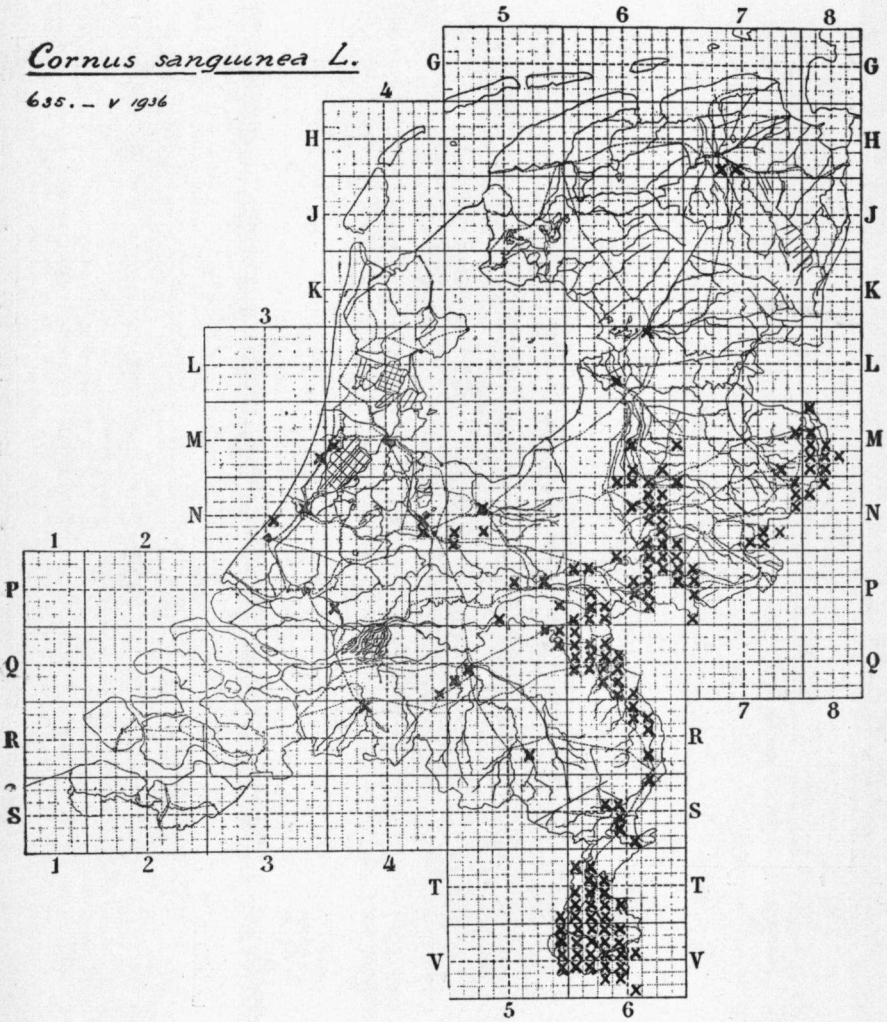 Cornus sanguinea L.
635. – V 1936
5 6 7 8
G G
4
H H
J J
K K
3
L L
M M
N N
1 2
P P
Q Q
7 8
R R
S S
1 2 3 4
T T
V V
5 6